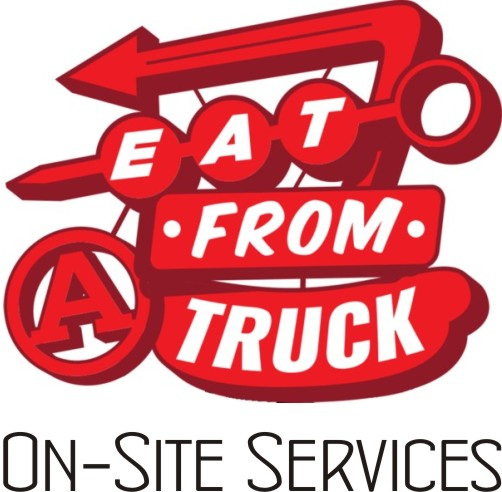 EAT
• FROM •
A TRUCK
ON-SITE SERVICES